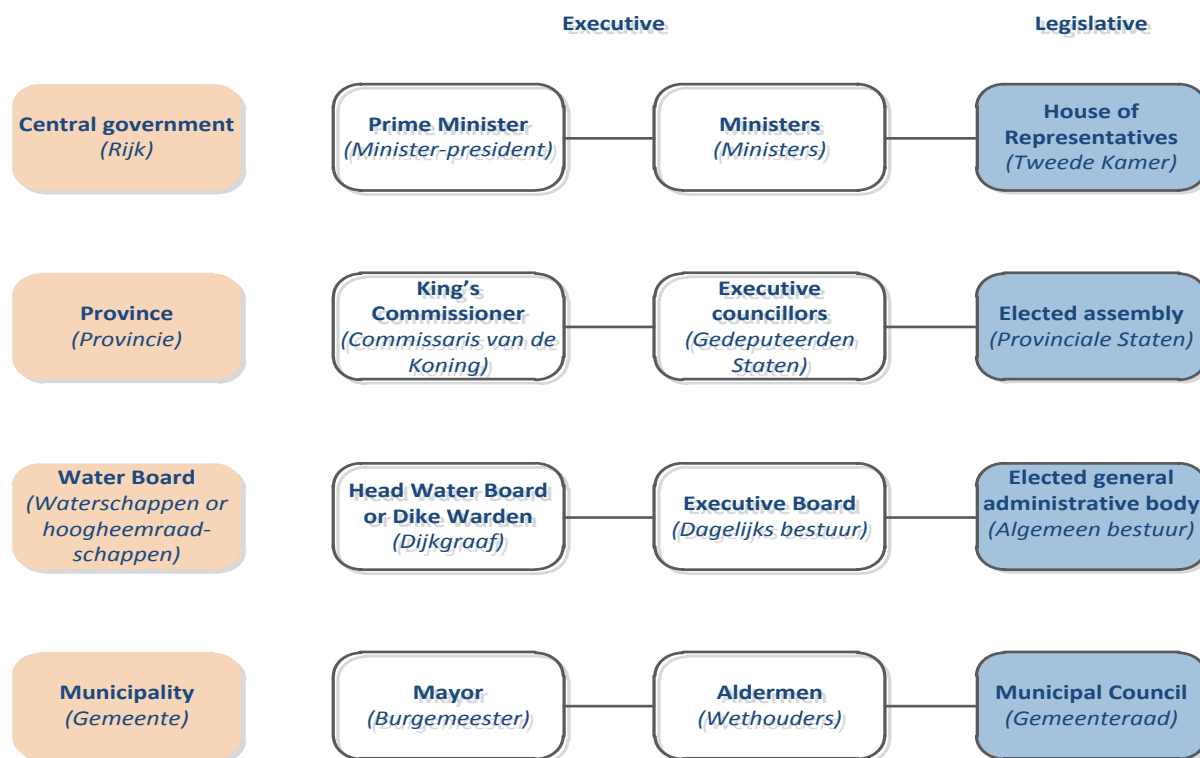 Executive
Legislative
Central government
(Rijk)
Prime Minister
(Minister-president)
Ministers
(Ministers)
House of
Representatives
(Tweede Kamer)
Province
(Provincie)
King's
Commissioner
(Commissaris van de
Koning)
Executive
councillors
(Gedeputeerden
Staten)
Elected assembly
(Provinciale Staten)
Water Board
(Waterschappen or
hoogheemraad-
schappen)
Head Water Board
or Dike Warden
(Dijkgraaf)
Executive Board
(Dagelijks bestuur)
Elected general
administrative body
(Algemeen bestuur)
Municipality
(Gemeente)
Mayor
(Burgemeester)
Aldermen
(Wethouders)
Municipal Council
(Gemeenteraad)